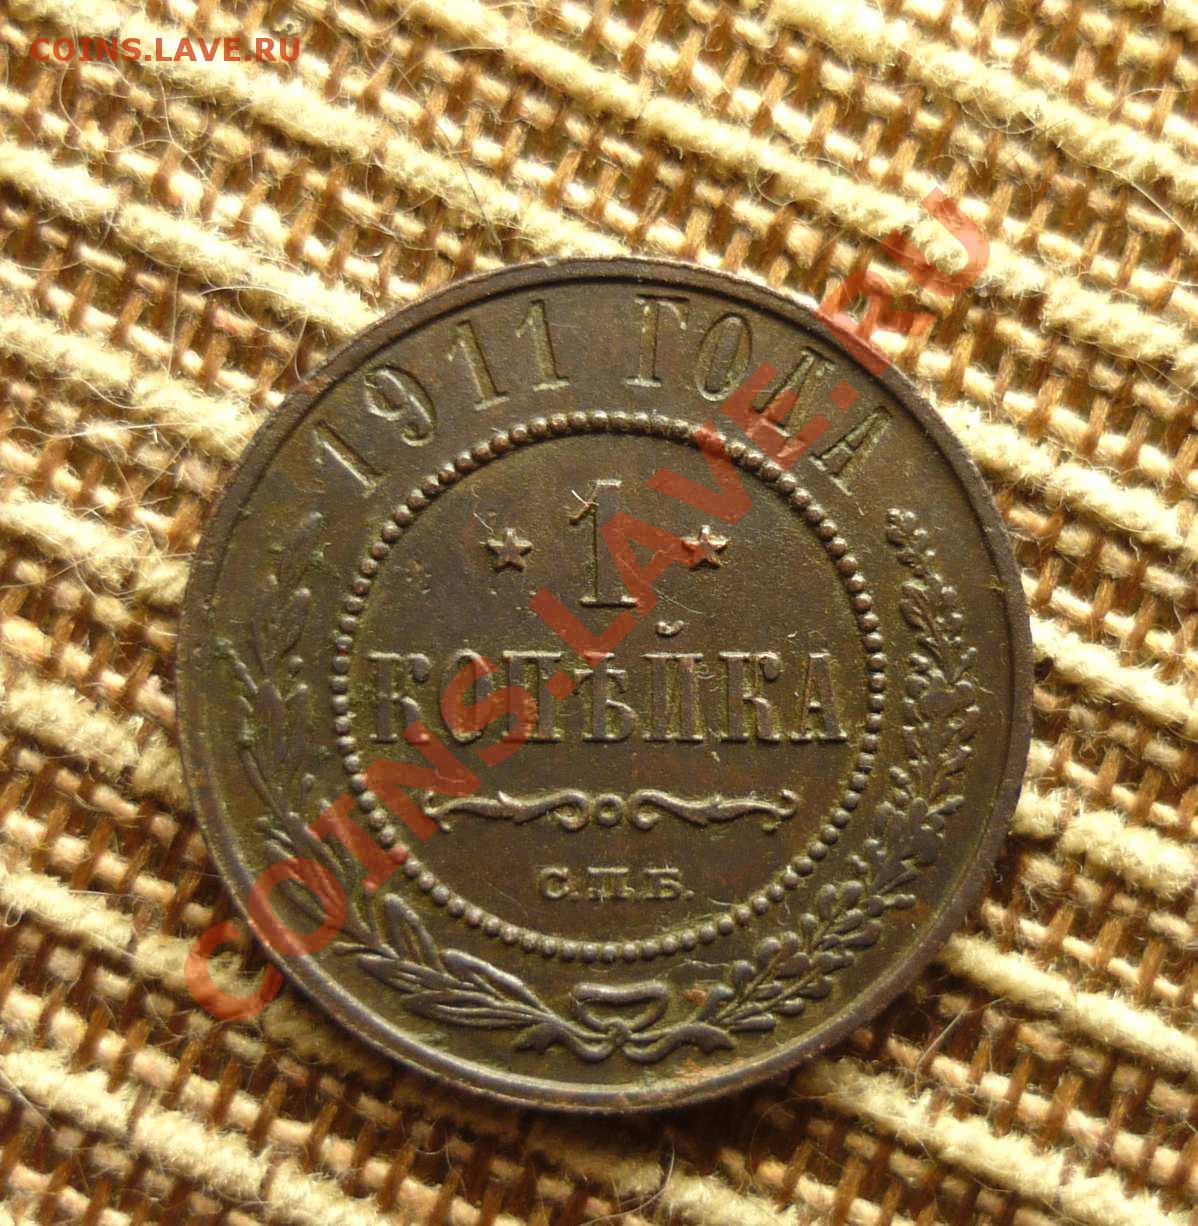 COINS.LAVE.RU
1911 ГОДА
1
КОПѢЙКА
С.П.Б.
COINS.LAVE.RU